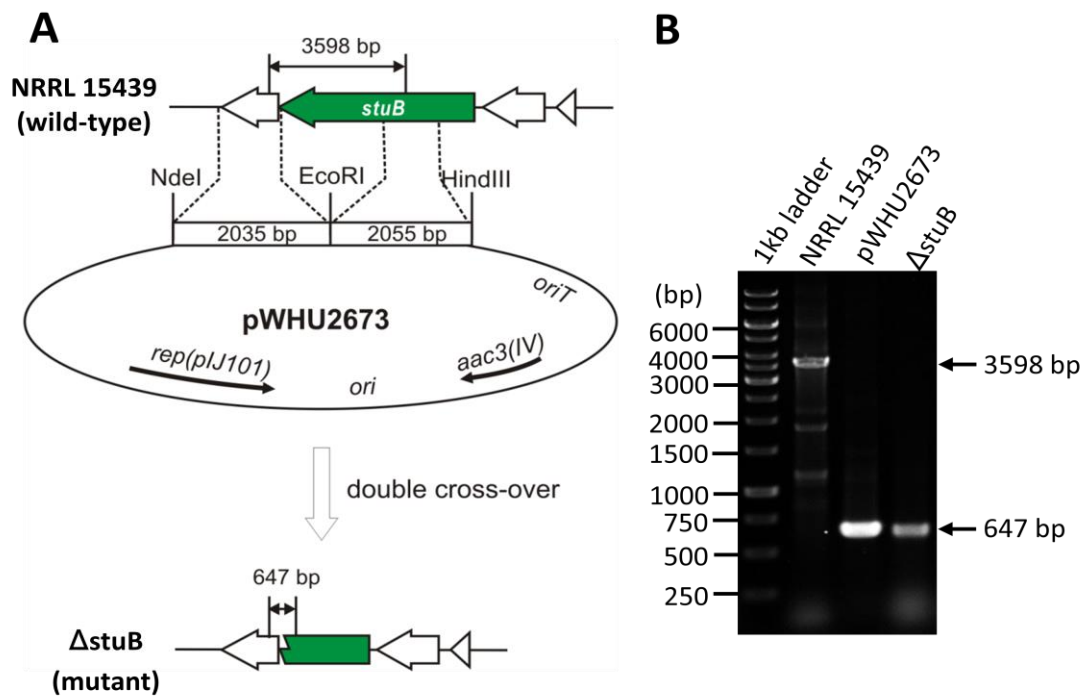 A
3598 bp
NRRL 15439
(wild-type)
stuB
NdeI
EcoRI
HindIII
2035 bp
2055 bp
oriT
pWHU2673
rep(pIJ101)
ori
aac3(IV)
double cross-over
647 bp
ΔstuB
(mutant)
B
1kb ladder
NRRL 15439
pWHU2673
ΔstuB
(bp)
6000
4000
3000
2000
1500
1000
750
500
250
3598 bp
647 bp